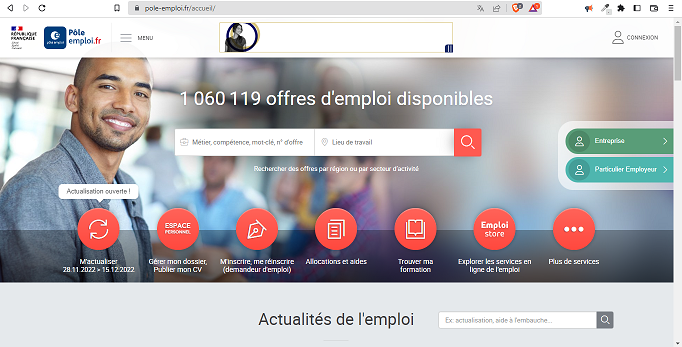 pole-emploi.fr/accueil/
RÉPUBLIQUE
FRANÇAISE
pôle emploi
Pôle
emploi.fr
MENU
CONNEXION
1 060 119 offres d'emploi disponibles
Métier, compétence, mot-clé, n° d'offre
Lieu de travail
Rechercher des offres par région ou par secteur d'activité
Entreprise
Particulier Employeur
Actualisation ouverte !
ESPACE
PERSONNEL
Emploi
store
M'actualiser
28.11.2022 > 15.12.2022
Gérer mon dossier,
Publier mon CV
M'inscrire, me réinscrire
(demandeur d'emploi)
Allocations et aides
Trouver ma
formation
Explorer les services en
ligne de l'emploi
Plus de services
Actualités de l'emploi
Ex: actualisation, aide à l'embauche...